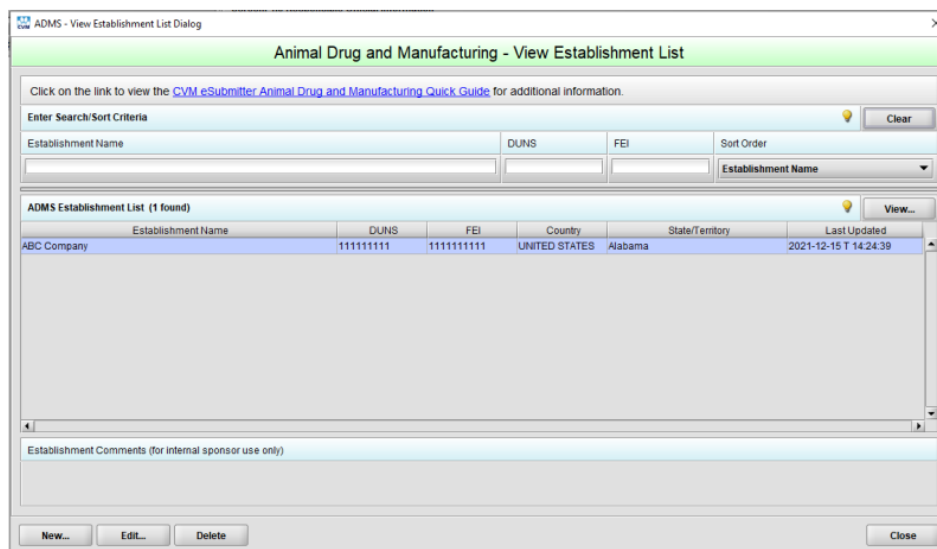 ADMS - View Establishment List Dialog
Animal Drug and Manufacturing - View Establishment List
Click on the link to view the CVM eSubmitter Animal Drug and Manufacturing Quick Guide for additional information.
Enter Search/Sort Criteria Clear
Establishment Name DUNS FEI Sort Order
Establishment Name
ADMS Establishment List (1 found) View...
Establishment Name DUNS FEI Country State/Territory Last Updated
ABC Company 111111111 1111111111 UNITED STATES Alabama 2021-12-15 T 14:24:39
Establishment Comments (for internal sponsor use only)
New... Edit... Delete Close